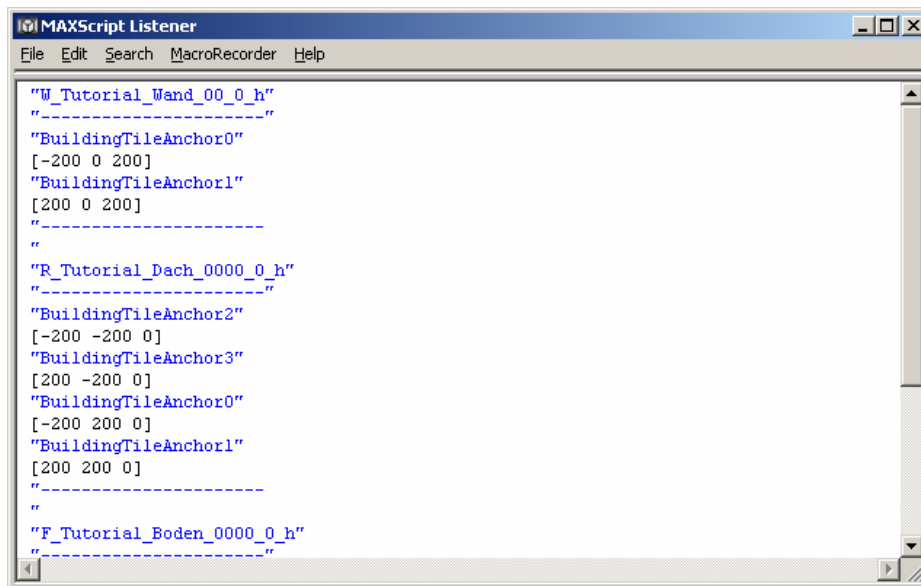 MAXScript Listener
File Edit Search MacroRecorder Help
"W_Tutorial_Wand_00_0_h"
"----------------------"
"BuildingTileAnchor0"
[-200 0 200]
"BuildingTileAnchor1"
[200 0 200]
"----------------------
"
"R_Tutorial_Dach_0000_0_h"
"----------------------"
"BuildingTileAnchor2"
[-200 -200 0]
"BuildingTileAnchor3"
[200 -200 0]
"BuildingTileAnchor0"
[-200 200 0]
"BuildingTileAnchor1"
[200 200 0]
"----------------------
"
"F_Tutorial_Boden_0000_0_h"
"----------------------"